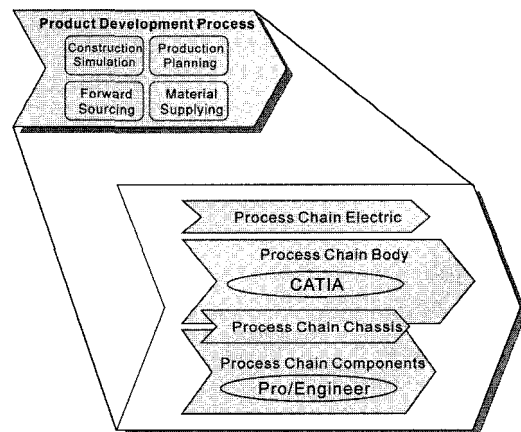 Product Development Process
Construction Simulation
Production Planning
Forward Sourcing
Material Supplying
Process Chain Electric
Process Chain Body
CATIA
Process Chain Chassis
Process Chain Components
Pro/Engineer